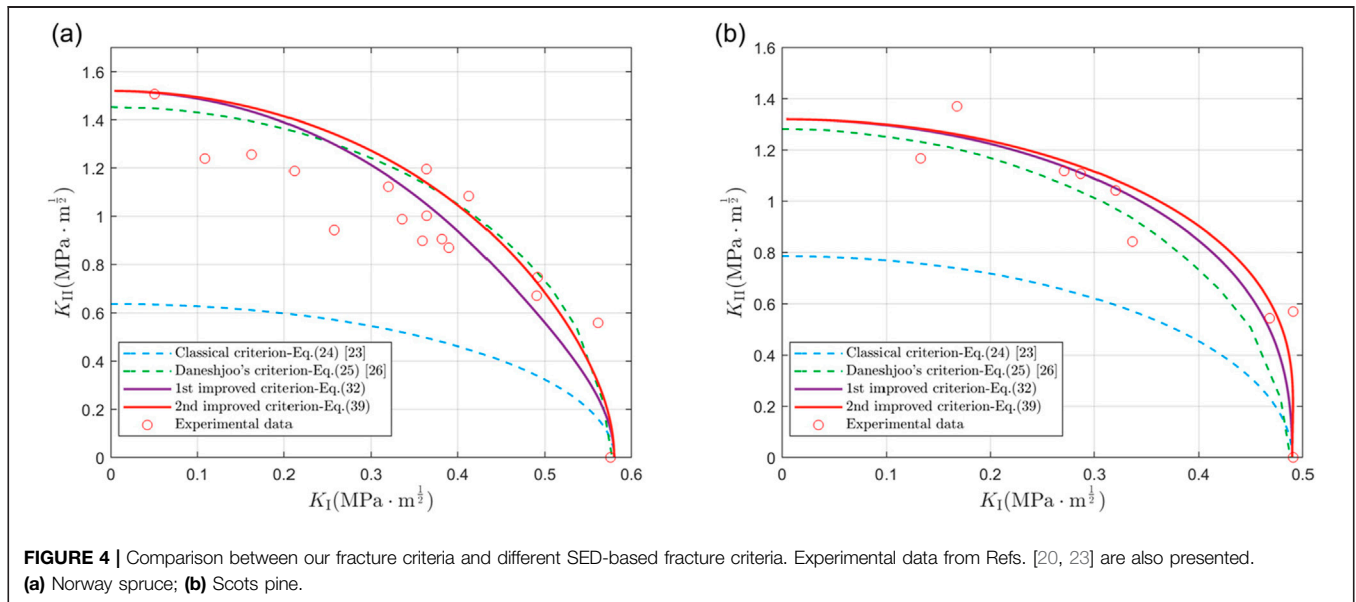 (a)
1.6
1.4
1.2
1
0.8
0.6
0.4
0.2
0
K_II(MPa · m^{1/2})
Classical criterion-Eq.(24) [23]
Daneshjoo's criterion-Eq.(25) [26]
1st improved criterion-Eq.(32)
2nd improved criterion-Eq.(39)
Experimental data
0 0.1 0.2 0.3 0.4 0.5 0.6
K_I(MPa · m^{1/2})
(b)
1.6
1.4
1.2
1
0.8
0.6
0.4
0.2
0
K_II(MPa · m^{1/2})
Classical criterion-Eq.(24) [23]
Daneshjoo's criterion-Eq.(25) [26]
1st improved criterion-Eq.(32)
2nd improved criterion-Eq.(39)
Experimental data
0 0.1 0.2 0.3 0.4 0.5
K_I(MPa · m^{1/2})
FIGURE 4 | Comparison between our fracture criteria and different SED-based fracture criteria. Experimental data from Refs. [20, 23] are also presented.
(a) Norway spruce; (b) Scots pine.